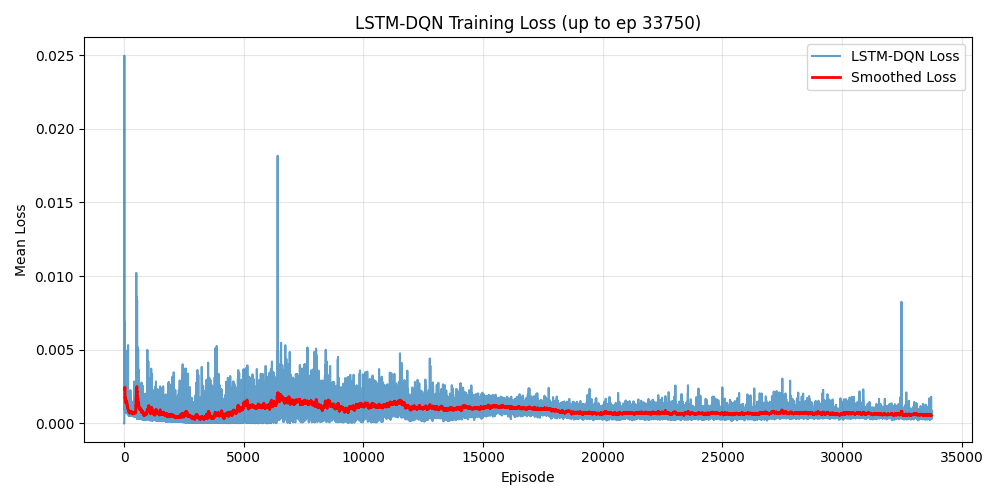 LSTM-DQN Training Loss (up to ep 33750)
LSTM-DQN Loss
Smoothed Loss
Mean Loss
0.025
0.020
0.015
0.010
0.005
0.000
0 5000 10000 15000 20000 25000 30000 35000
Episode